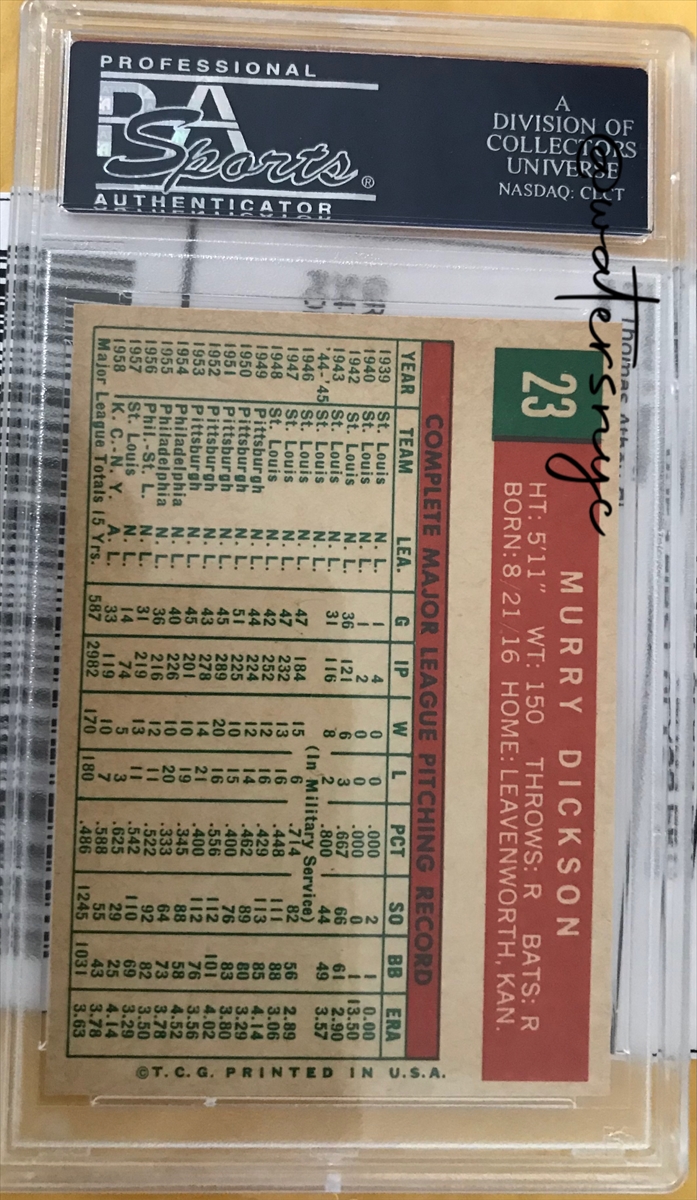 PROFESSIONAL
PSA
Sports®
AUTHENTICATOR
A
DIVISION OF
COLLECTORS
UNIVERSE
NASDAQ: CLCT
@watersnyc
23
MURRY DICKSON
HT: 5'11" WT: 150 THROWS: R BATS: R
BORN: 8/21/16 HOME: LEAVENWORTH, KAN.
COMPLETE MAJOR LEAGUE PITCHING RECORD
YEAR TEAM LEA. G IP W L PCT SO BB ERA
1939 St. Louis N. L. 1 4 0 0 .000 2 1 0.00
1940 St. Louis N. L. 1 2 0 0 .000 0 1 13.50
1942 St. Louis N. L. 36 121 6 3 .667 66 61 2.90
1943 St. Louis N. L. 31 116 8 2 .800 44 49 3.57
'44-'45 St. Louis N. L. (In Military Service)
1946 St. Louis N. L. 47 184 15 6 .714 82 56 2.89
1947 St. Louis N. L. 47 232 13 16 .448 111 88 3.06
1948 St. Louis N. L. 42 252 12 16 .429 113 85 4.14
1949 Pittsburgh N. L. 44 224 12 14 .462 89 80 3.29
1950 Pittsburgh N. L. 51 225 10 15 .400 76 83 3.80
1951 Pittsburgh N. L. 45 289 20 16 .556 112 101 4.02
1952 Pittsburgh N. L. 43 278 14 21 .400 112 76 3.56
1953 Pittsburgh N. L. 45 201 10 19 .345 88 58 4.52
1954 Philadelphia N. L. 40 226 10 20 .333 64 73 3.78
1955 Philadelphia N. L. 36 216 12 11 .522 92 82 3.50
1956 Phil.-St. L. N. L. 31 219 13 11 .542 110 69 3.29
1957 St. Louis N. L. 14 74 5 3 .625 29 25 4.14
1958 K. C.-N. Y. A. L. 33 119 10 7 .588 55 43 3.78
Major League Totals 15 Yrs. 587 2982 170 180 .486 1245 1031 3.63
©T. C. G. PRINTED IN U.S.A.